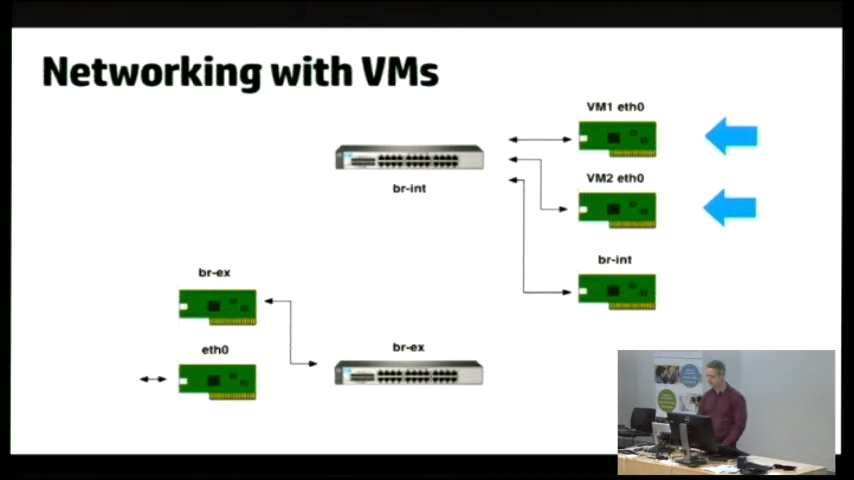 Networking with VMs
VM1 eth0
br-int
VM2 eth0
br-int
br-ex
eth0
br-ex